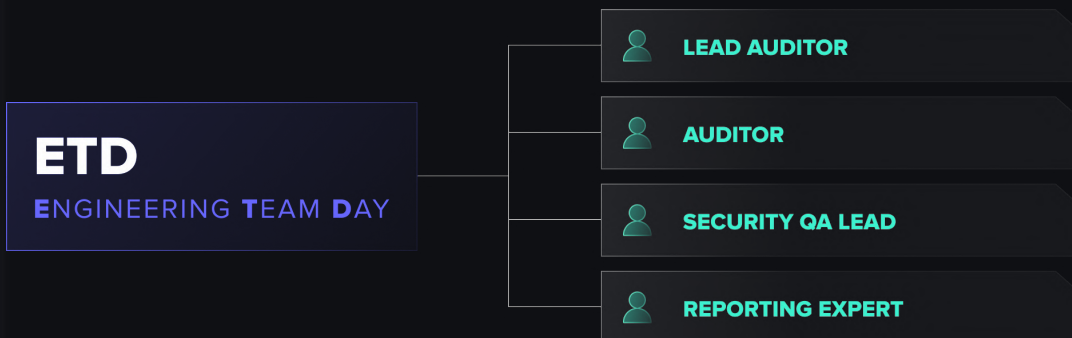 ETD
ENGINEERING TEAM DAY
LEAD AUDITOR
AUDITOR
SECURITY QA LEAD
REPORTING EXPERT